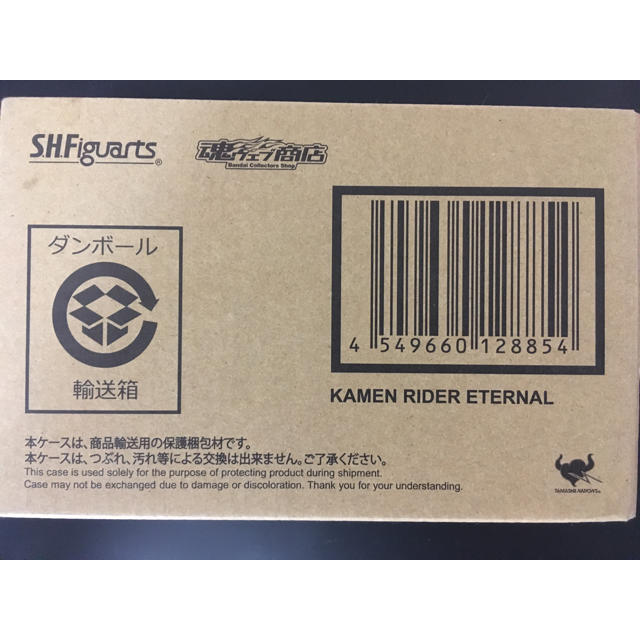 S.H.Figuarts®
魂ウェブ商店
Bandai Collectors Shop
ダンボール
輸送箱
4 549660 128854
KAMEN RIDER ETERNAL
本ケースは、商品輸送用の保護梱包材です。
本ケースは、つぶれ、汚れ等による交換は出来ません。ご了承ください。
This case is used solely for the purpose of protecting product during shipment.
Case may not be exchanged due to damage or discoloration. Thank you for your understanding.
TAMASHII NATIONS